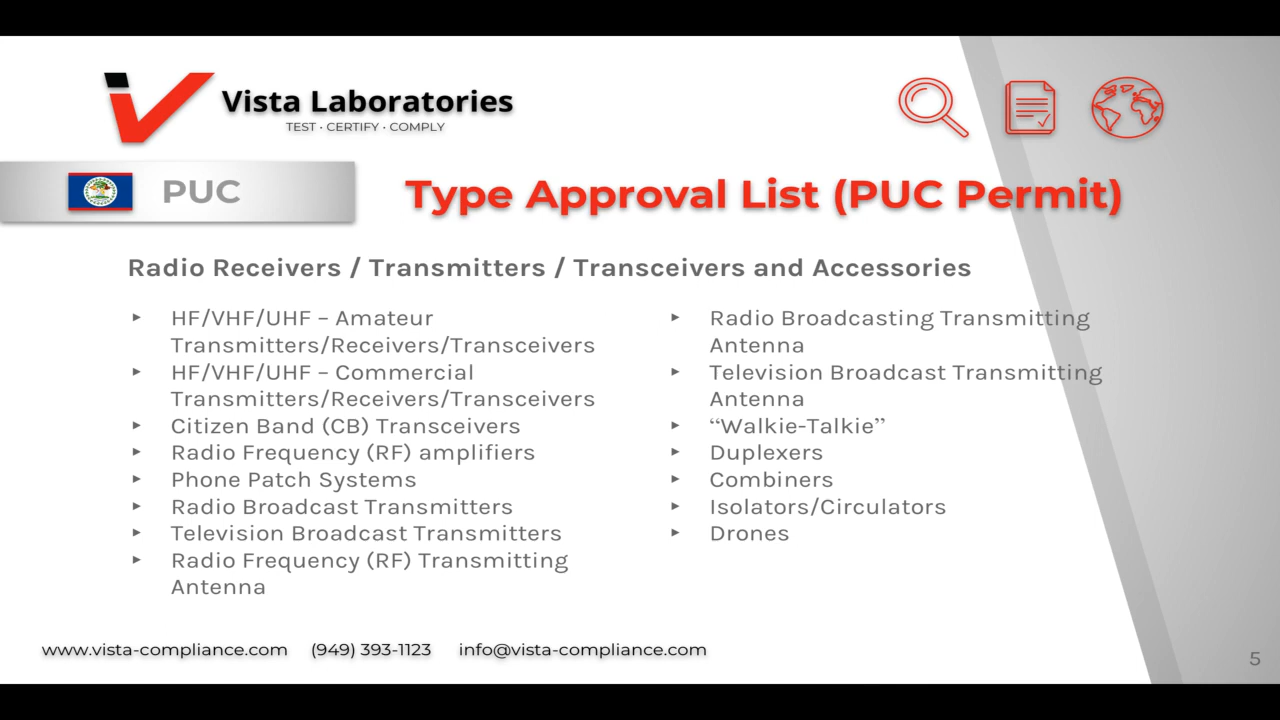 Vista Laboratories
TEST · CERTIFY · COMPLY
PUC
Type Approval List (PUC Permit)
Radio Receivers / Transmitters / Transceivers and Accessories
▸ HF/VHF/UHF – Amateur
Transmitters/Receivers/Transceivers
▸ HF/VHF/UHF – Commercial
Transmitters/Receivers/Transceivers
▸ Citizen Band (CB) Transceivers
▸ Radio Frequency (RF) amplifiers
▸ Phone Patch Systems
▸ Radio Broadcast Transmitters
▸ Television Broadcast Transmitters
▸ Radio Frequency (RF) Transmitting
Antenna
▸ Radio Broadcasting Transmitting
Antenna
▸ Television Broadcast Transmitting
Antenna
▸ “Walkie-Talkie”
▸ Duplexers
▸ Combiners
▸ Isolators/Circulators
▸ Drones
www.vista-compliance.com (949) 393-1123 info@vista-compliance.com
5